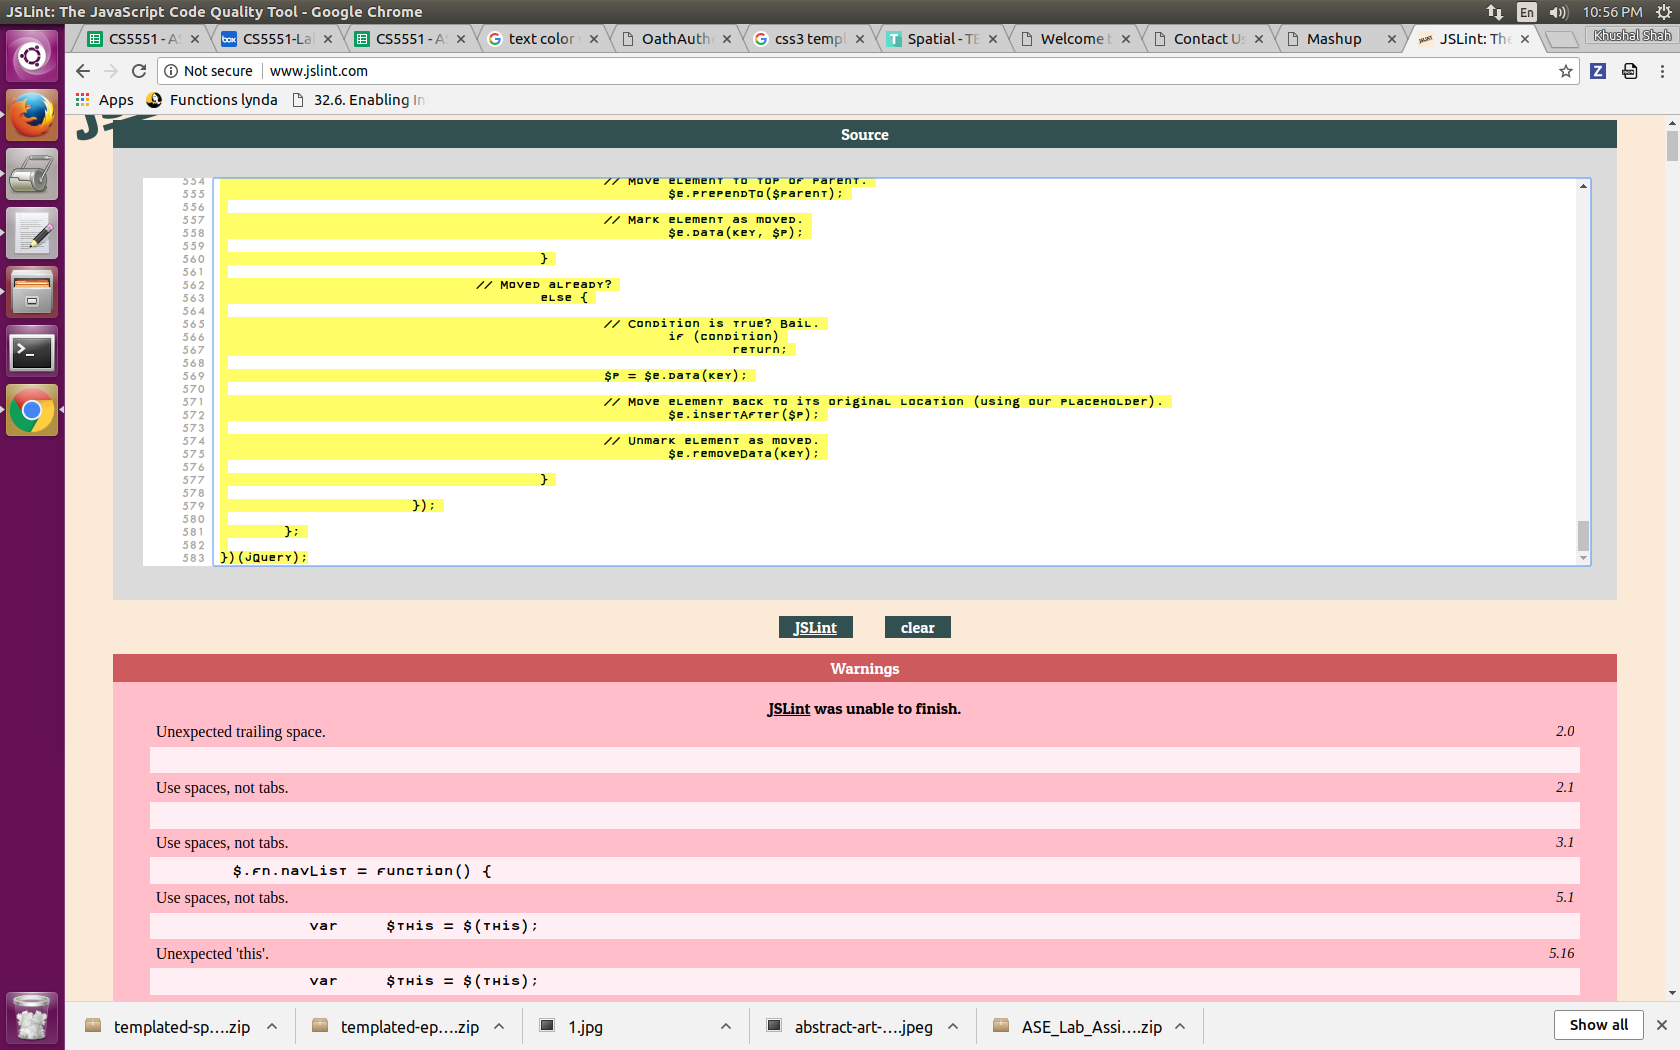 JSLint: The JavaScript Code Quality Tool - Google Chrome
En
10:56 PM
CS5551 - A
CS5551-La
CS5551 - A
text color
OathAuth
css3 templ
Spatial - TE
Welcome t
Contact Us
Mashup
JSLint: The
Khushal Shah
Not secure
www.jslint.com
Apps
Functions lynda
32.6. Enabling In
Source
554 // Move element to top of parent.
555 $e.prependTo($parent);
556
557 // Mark element as moved.
558 $e.data(key, $p);
559
560 }
561
562 // Moved already?
563 else {
564
565 // Condition is true? Bail.
566 if (condition)
567 return;
568
569 $p = $e.data(key);
570
571 // Move element back to its original location (using our placeholder).
572 $e.insertAfter($p);
573
574 // Unmark element as moved.
575 $e.removeData(key);
576
577 }
578
579 });
580
581 };
582
583 })(jQuery);
JSLint clear
Warnings
JSLint was unable to finish.
Unexpected trailing space. 2.0
Use spaces, not tabs. 2.1
Use spaces, not tabs. 3.1
$.fn.navList = function() {
Use spaces, not tabs. 5.1
var $this = $(this);
Unexpected 'this'. 5.16
var $this = $(this);
templated-sp....zip
templated-ep....zip
1.jpg
abstract-art-....jpeg
ASE_Lab_Assi....zip
Show all